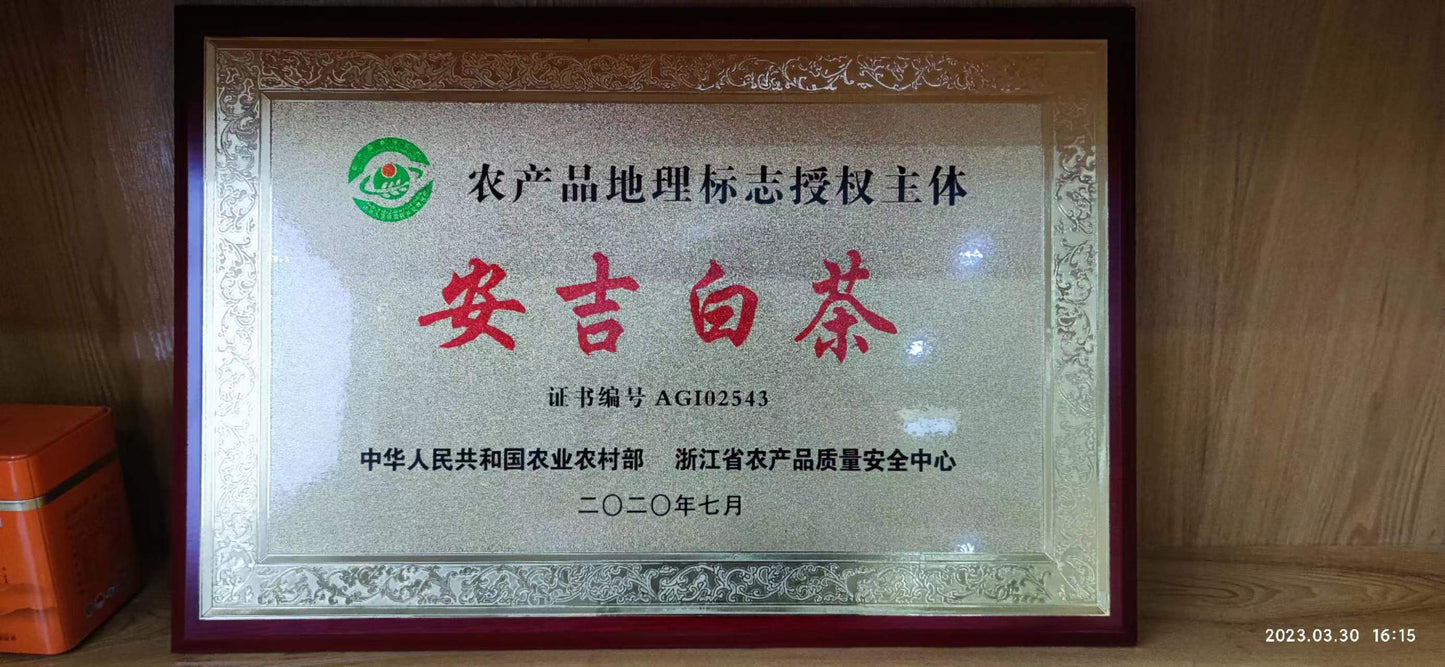 农产品地理标志授权主体
安吉白茶
证书编号 AGI02543
中华人民共和国农业农村部 浙江省农产品质量安全中心
二〇二〇年七月
2023.03.30 16:15